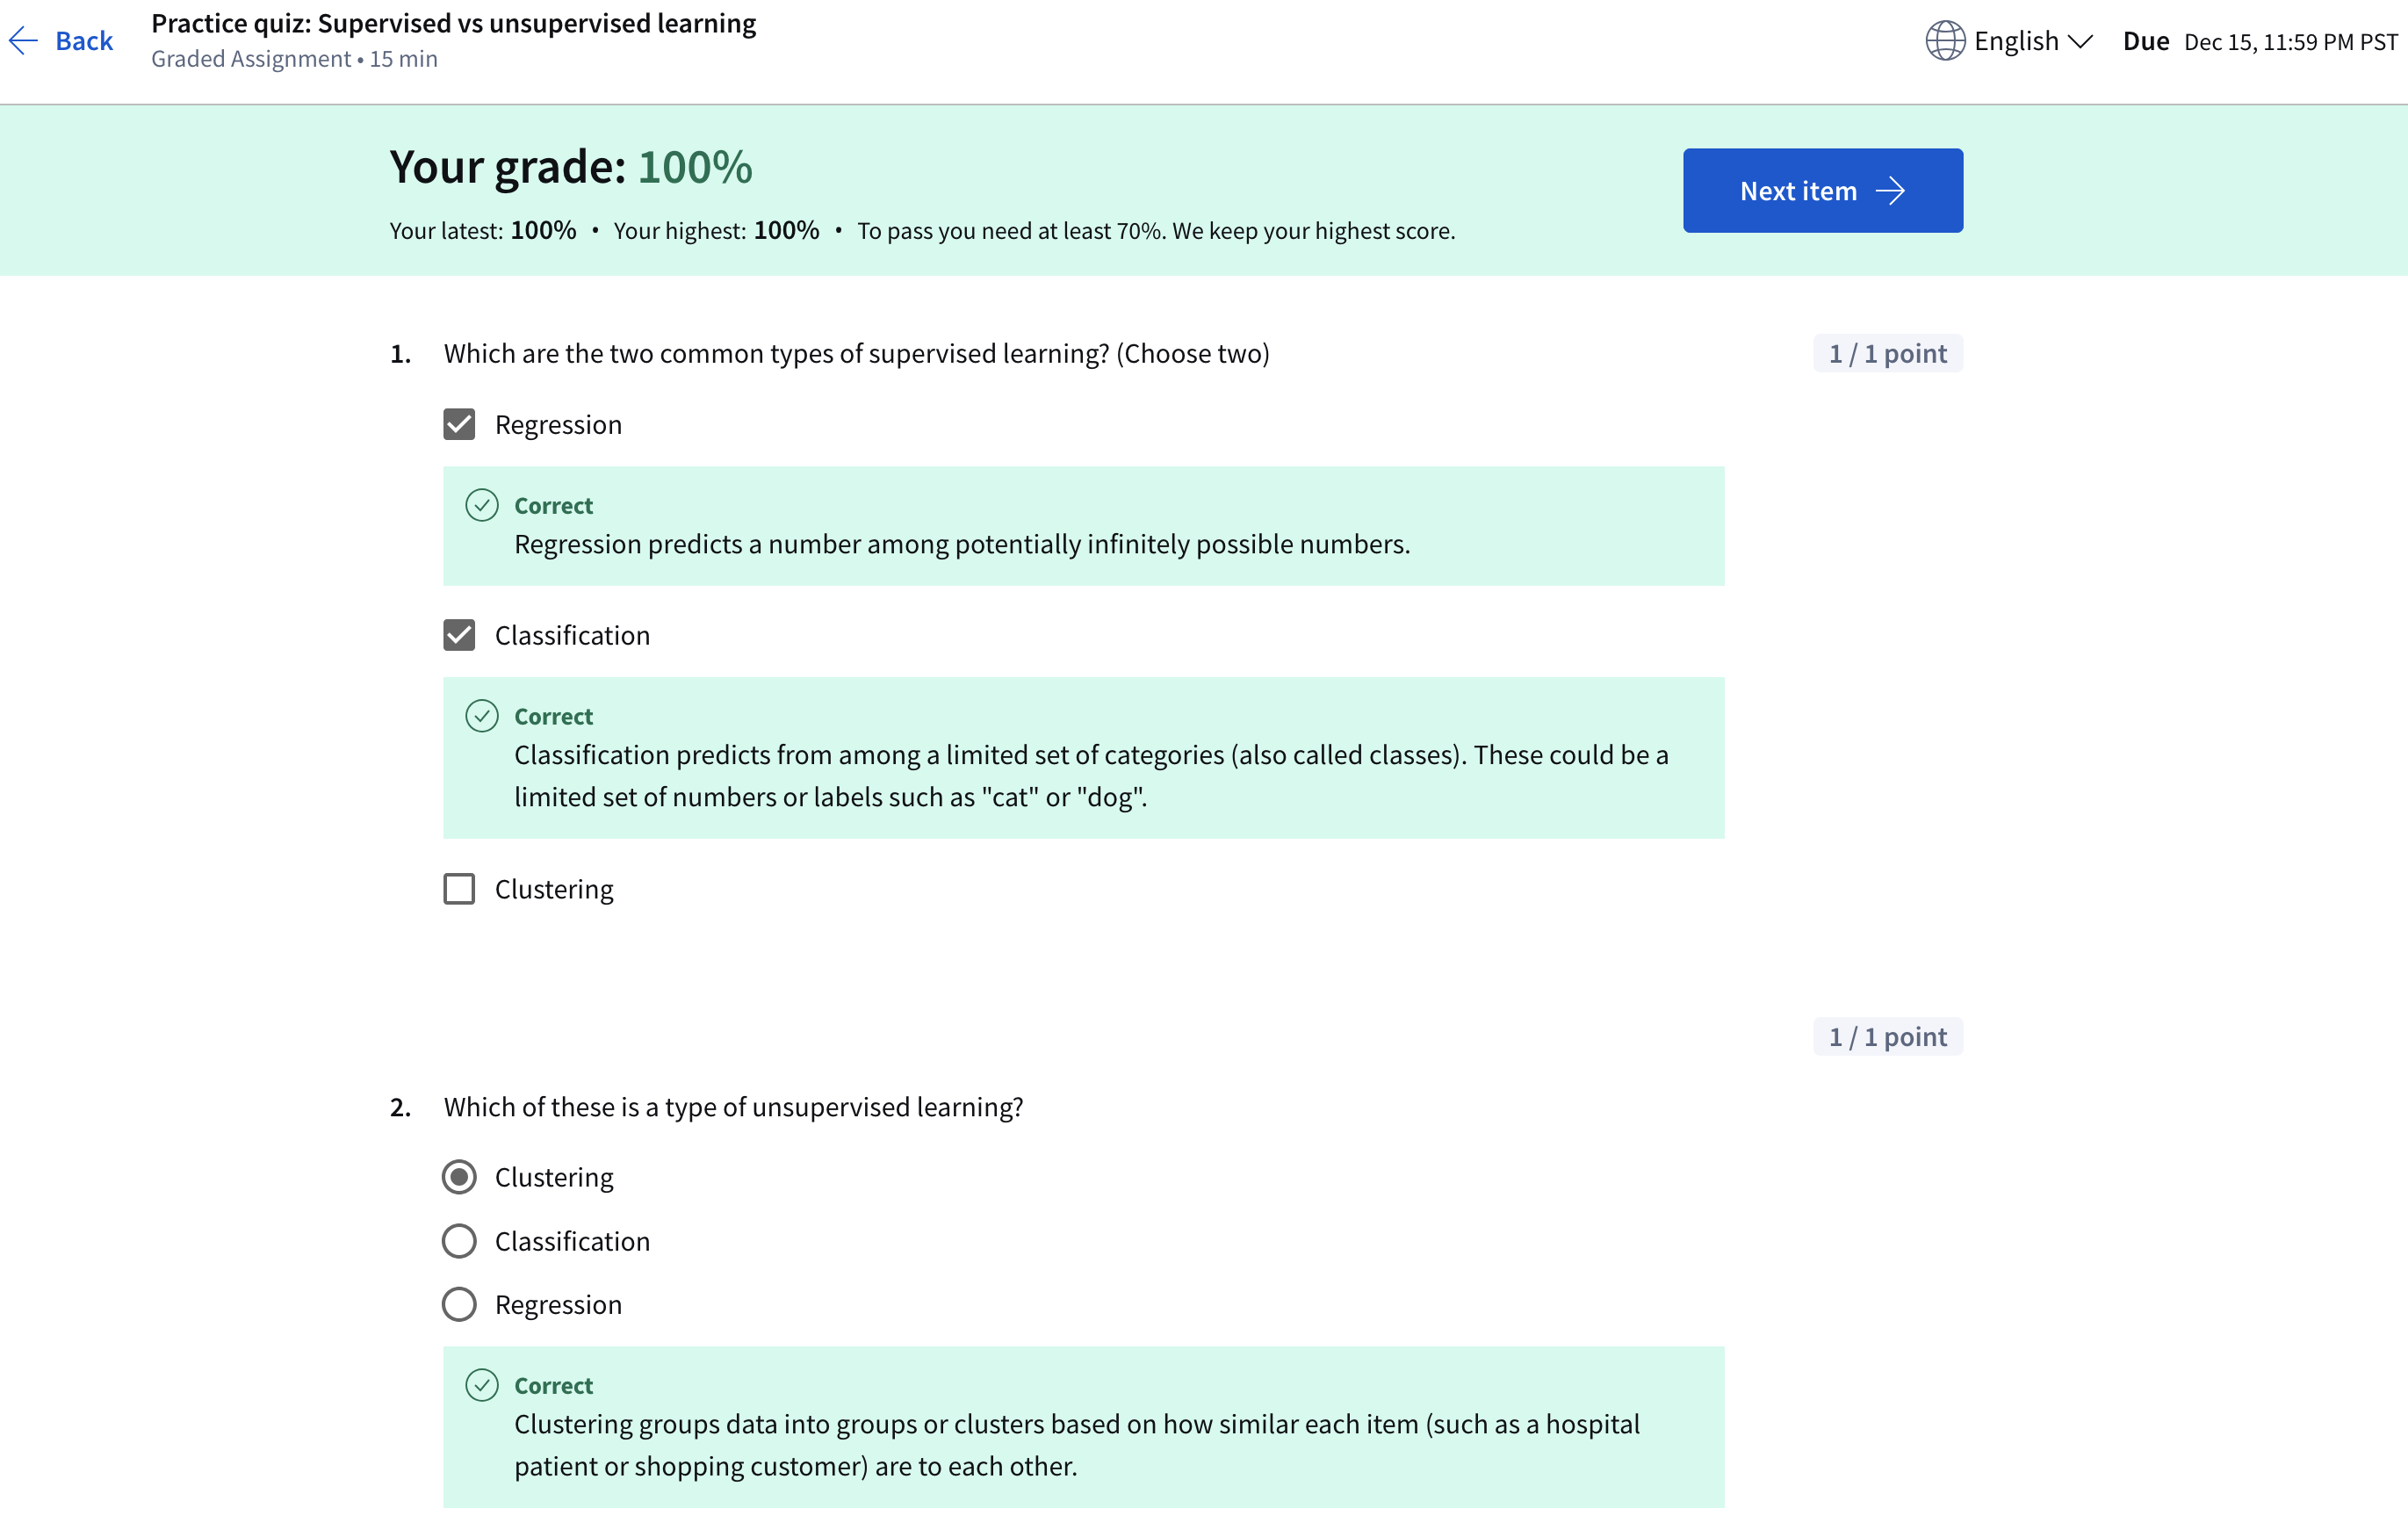 Back
Practice quiz: Supervised vs unsupervised learning
Graded Assignment • 15 min
English
Due Dec 15, 11:59 PM PST
Your grade: 100%
Your latest: 100% • Your highest: 100% • To pass you need at least 70%. We keep your highest score.
Next item
1. Which are the two common types of supervised learning? (Choose two)
1 / 1 point
Regression
Correct
Regression predicts a number among potentially infinitely possible numbers.
Classification
Correct
Classification predicts from among a limited set of categories (also called classes). These could be a
limited set of numbers or labels such as "cat" or "dog".
Clustering
1 / 1 point
2. Which of these is a type of unsupervised learning?
Clustering
Classification
Regression
Correct
Clustering groups data into groups or clusters based on how similar each item (such as a hospital
patient or shopping customer) are to each other.